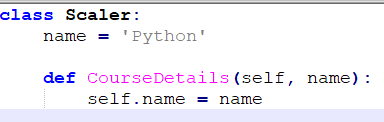 class Scaler:
    name = 'Python'
    def CourseDetails(self, name):
        self.name = name